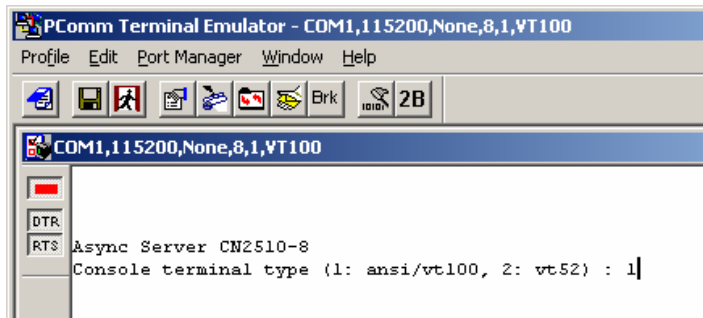 PComm Terminal Emulator - COM1,115200,None,8,1,VT100
Profile Edit Port Manager Window Help
Brk 2B
COM1,115200,None,8,1,VT100
DTR
RTS
Async Server CN2510-8
Console terminal type (1: ansi/vt100, 2: vt52) : 1